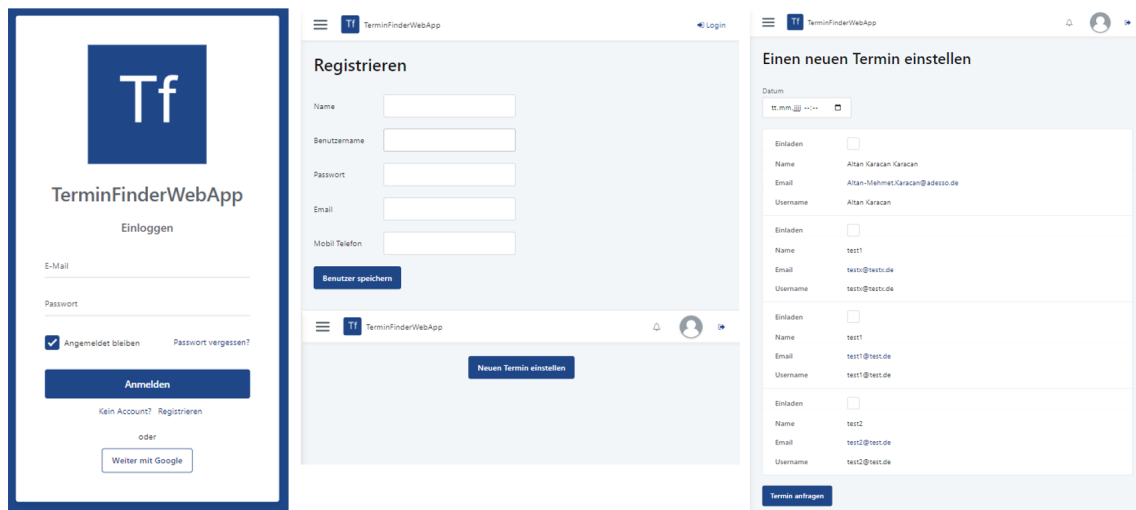 Tf
TerminFinderWebApp
Einloggen
E-Mail
Passwort
Angemeldet bleiben Passwort vergessen?
Anmelden
Kein Account? Registrieren
oder
Weiter mit Google
Tf TerminFinderWebApp Login
Registrieren
Name
Benutzername
Passwort
Email
Mobil Telefon
Benutzer speichern
Tf TerminFinderWebApp
Neuen Termin einstellen
Tf TerminFinderWebApp
Einen neuen Termin einstellen
Datum
tt.mm.jjjj --:--
Einladen
Name Altan Karacan Karacan
Email Altan-Mehmet.Karacan@adesso.de
Username Altan Karacan
Einladen
Name test1
Email testx@testx.de
Username testx@testx.de
Einladen
Name test1
Email test1@test.de
Username test1@test.de
Einladen
Name test2
Email test2@test.de
Username test2@test.de
Termin anfragen